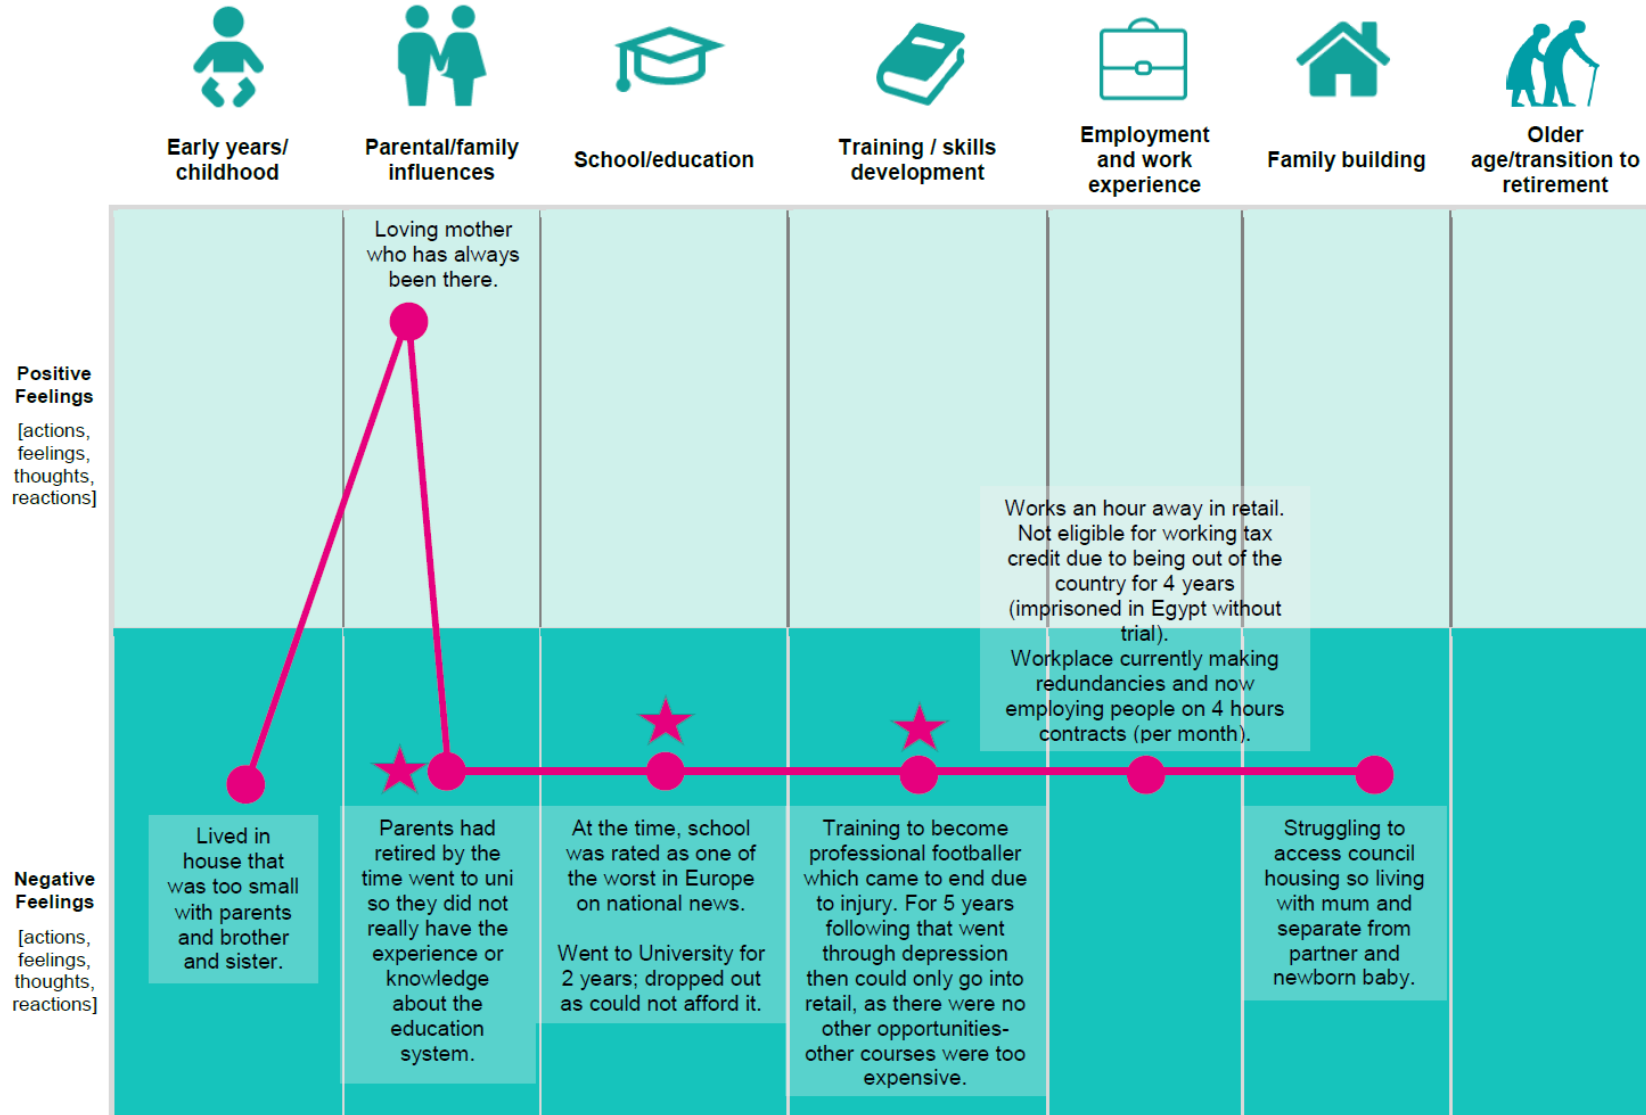 Early years/
childhood
Parental/family
influences
School/education
Training / skills
development
Employment
and work
experience
Family building
Older
age/transition to
retirement
Positive
Feelings
[actions,
feelings,
thoughts,
reactions]
Loving mother
who has always
been there.
Works an hour away in retail.
Not eligible for working tax
credit due to being out of the
country for 4 years
(imprisoned in Egypt without
trial).
Workplace currently making
redundancies and now
employing people on 4 hours
contracts (per month).
Negative
Feelings
[actions,
feelings,
thoughts,
reactions]
Lived in
house that
was too small
with parents
and brother
and sister.
Parents had
retired by the
time went to uni
so they did not
really have the
experience or
knowledge
about the
education
system.
At the time, school
was rated as one of
the worst in Europe
on national news.
Went to University for
2 years; dropped out
as could not afford it.
Training to become
professional footballer
which came to end due
to injury. For 5 years
following that went
through depression
then could only go into
retail, as there were no
other opportunities-
other courses were too
expensive.
Struggling to
access council
housing so living
with mum and
separate from
partner and
newborn baby.